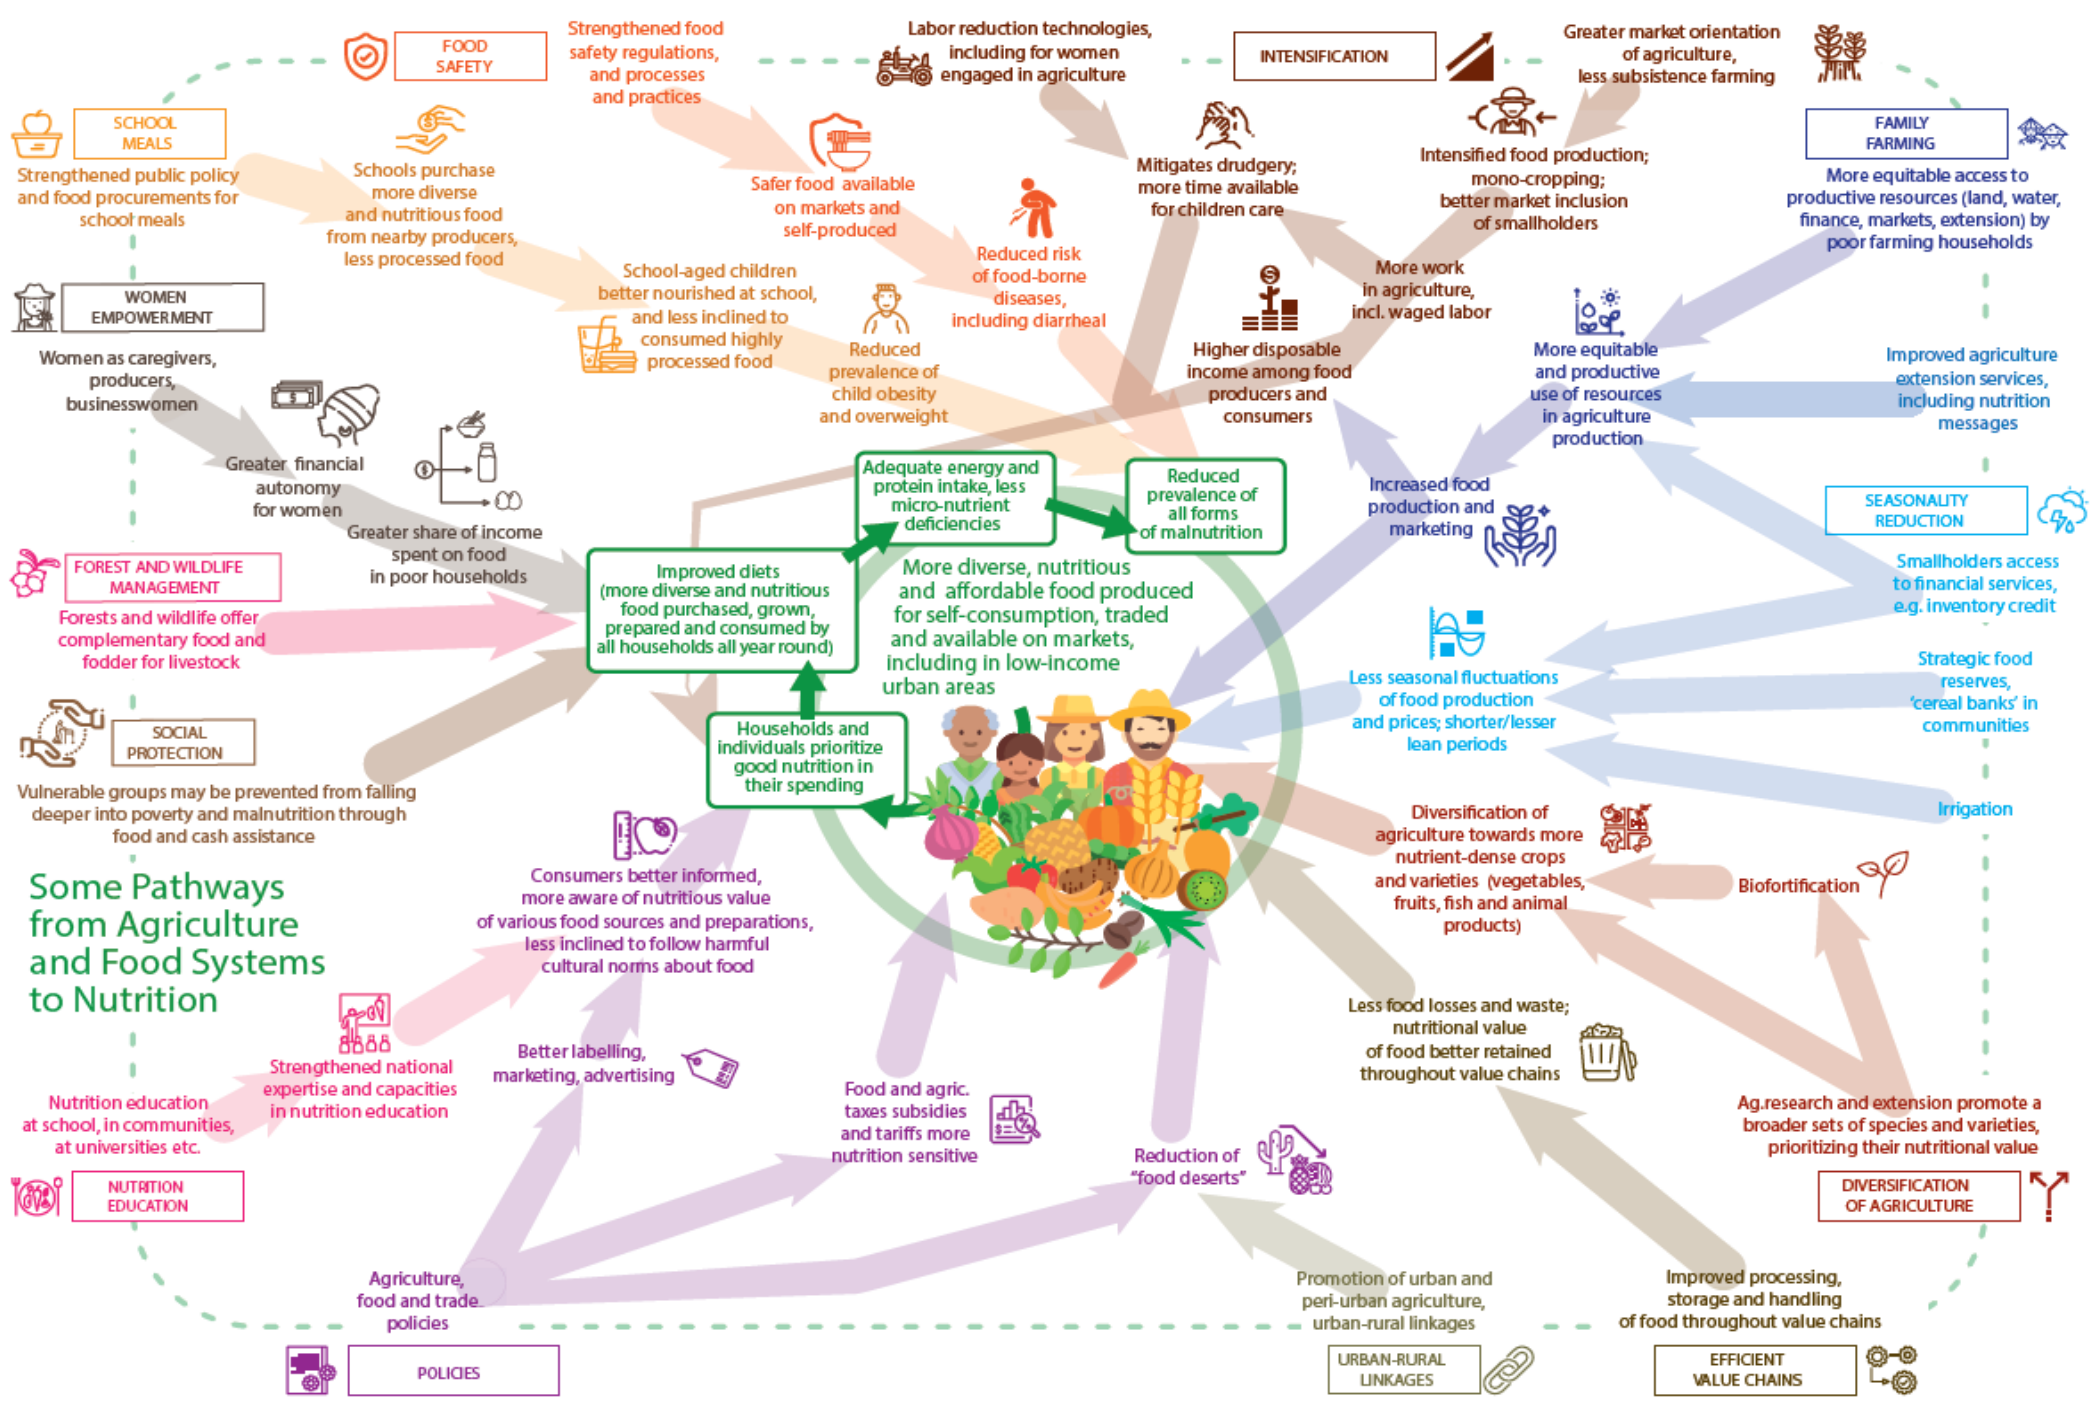 FOOD
SAFETY
Strengthened food
safety regulations,
and processes
and practices
Labor reduction technologies,
including for women
engaged in agriculture
INTENSIFICATION
Greater market orientation
of agriculture,
less subsistence farming
SCHOOL
MEALS
Strengthened public policy
and food procurements for
school meals
Schools purchase
more diverse
and nutritious food
from nearby producers,
less processed food
Safer food available
on markets and
self-produced
Mitigates drudgery;
more time available
for children care
Intensified food production;
mono-cropping;
better market inclusion
of smallholders
FAMILY
FARMING
More equitable access to
productive resources (land, water,
finance, markets, extension) by
poor farming households
School-aged children
better nourished at school,
and less inclined to
consumed highly
processed food
Reduced risk
of food-borne
diseases,
including diarrheal
More work
in agriculture,
incl. waged labor
WOMEN
EMPOWERMENT
Women as caregivers,
producers,
businesswomen
Reduced
prevalence of
child obesity
and overweight
Higher disposable
income among food
producers and
consumers
More equitable
and productive
use of resources
in agriculture
production
Improved agriculture
extension services,
including nutrition
messages
Greater financial
autonomy
for women
Greater share of income
spent on food
in poor households
Adequate energy and
protein intake, less
micro-nutrient
deficiencies
Reduced
prevalence of
all forms
of malnutrition
Increased food
production and
marketing
SEASONALITY
REDUCTION
Smallholders access
to financial services,
e.g. inventory credit
FOREST AND WILDLIFE
MANAGEMENT
Forests and wildlife offer
complementary food and
fodder for livestock
Improved diets
(more diverse and nutritious
food purchased, grown,
prepared and consumed by
all households all year round)
More diverse, nutritious
and affordable food produced
for self-consumption, traded
and available on markets,
including in low-income
urban areas
Less seasonal fluctuations
of food production
and prices; shorter/lesser
lean periods
Strategic food
reserves,
'cereal banks' in
communities
SOCIAL
PROTECTION
Vulnerable groups may be prevented from falling
deeper into poverty and malnutrition through
food and cash assistance
Households and
individuals prioritize
good nutrition in
their spending
Irrigation
Diversification of
agriculture towards more
nutrient-dense crops
and varieties (vegetables,
fruits, fish and animal
products)
Biofortification
Some Pathways
from Agriculture
and Food Systems
to Nutrition
Consumers better informed,
more aware of nutritious value
of various food sources and preparations,
less inclined to follow harmful
cultural norms about food
Less food losses and waste;
nutritional value
of food better retained
throughout value chains
Strengthened national
expertise and capacities
in nutrition education
Better labelling,
marketing, advertising
Food and agric.
taxes subsidies
and tariffs more
nutrition sensitive
Nutrition education
at school, in communities,
at universities etc.
NUTRITION
EDUCATION
Reduction of
"food deserts"
Ag.research and extension promote a
broader sets of species and varieties,
prioritizing their nutritional value
DIVERSIFICATION
OF AGRICULTURE
Agriculture,
food and trade
policies
POLICIES
Promotion of urban and
peri-urban agriculture,
urban-rural linkages
URBAN-RURAL
LINKAGES
Improved processing,
storage and handling
of food throughout value chains
EFFICIENT
VALUE CHAINS